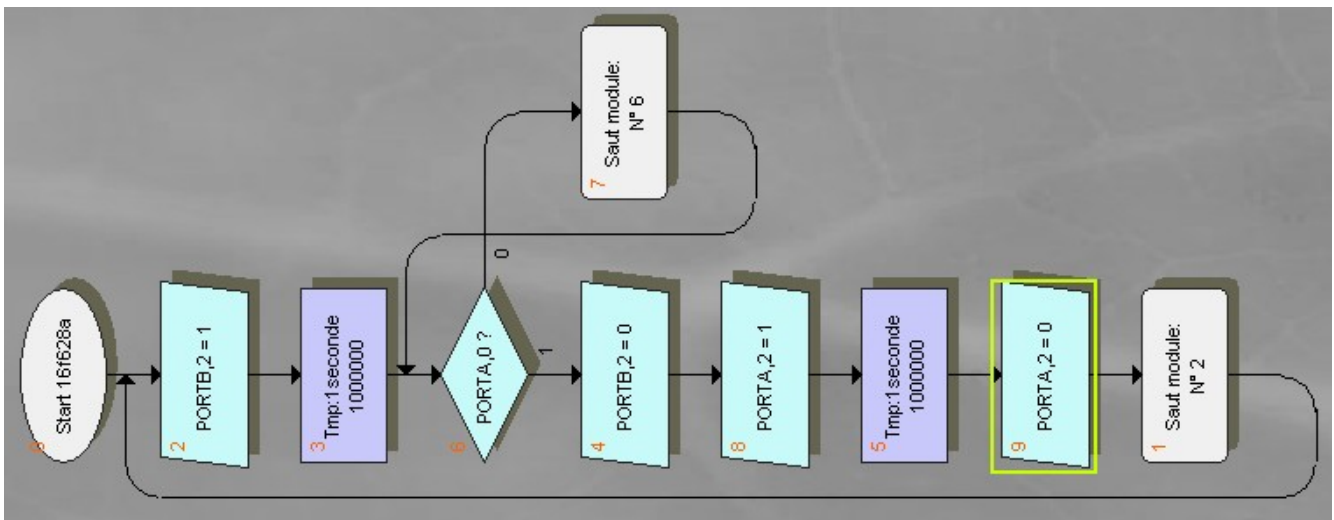 0
Start 16f628a
2
PORTB,2 = 1
3
Tmp:1seconde
1000000
6
PORTA,0 ?
0
1
7
Saut module:
N° 6
4
PORTB,2 = 0
8
PORTA,2 = 1
5
Tmp:1seconde
1000000
9
PORTA,2 = 0
1
Saut module:
N° 2